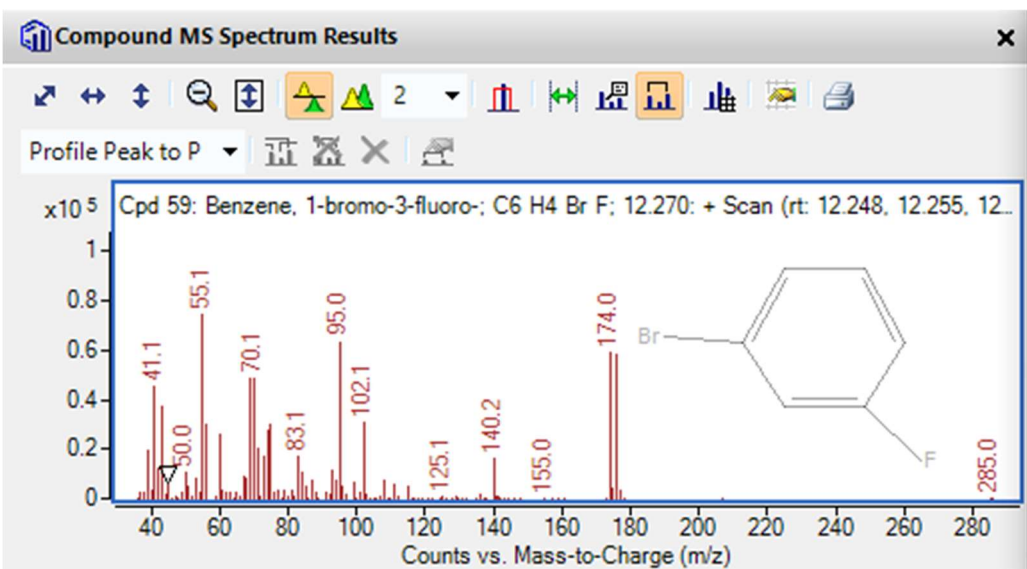 Compound MS Spectrum Results
2
Profile Peak to P
x10 5
Cpd 59: Benzene, 1-bromo-3-fluoro-; C6 H4 Br F; 12.270: + Scan (rt: 12.248, 12.255, 12...
1
0.8
0.6
0.4
0.2
0
41.1
50.0
55.1
70.1
83.1
95.0
102.1
125.1
140.2
155.0
174.0
285.0
Br
F
40 60 80 100 120 140 160 180 200 220 240 260 280
Counts vs. Mass-to-Charge (m/z)